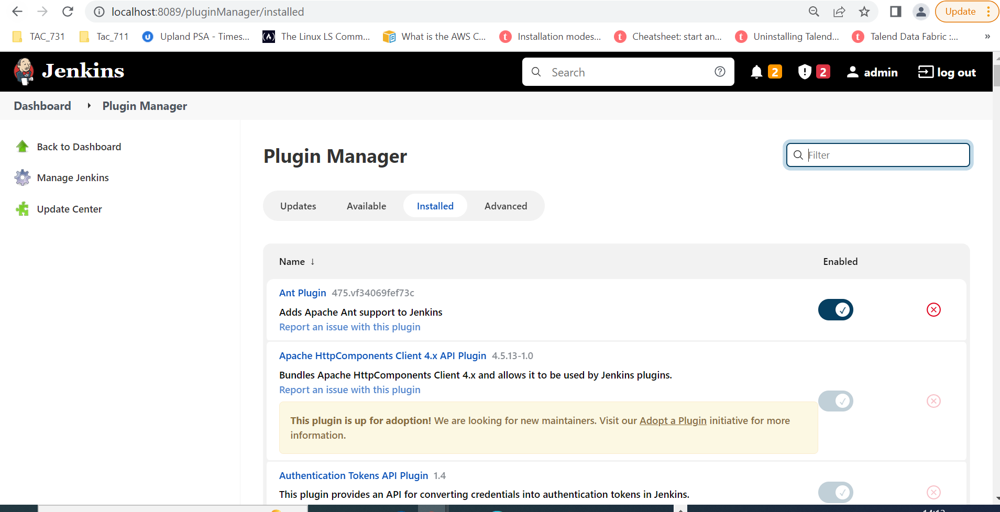 localhost:8089/pluginManager/installed
Update
TAC_731 Tac_711 Upland PSA - Times... The Linux LS Comm... What is the AWS C... Installation modes... Cheatsheet: start an... Uninstalling Talend... Talend Data Fabric :... »
Jenkins Search 2 2 admin log out
Dashboard Plugin Manager
Back to Dashboard
Manage Jenkins
Update Center
Plugin Manager
Filter
Updates Available Installed Advanced
Name ↓ Enabled
Ant Plugin 475.vf34069fef73c
Adds Apache Ant support to Jenkins
Report an issue with this plugin
Apache HttpComponents Client 4.x API Plugin 4.5.13-1.0
Bundles Apache HttpComponents Client 4.x and allows it to be used by Jenkins plugins.
Report an issue with this plugin
This plugin is up for adoption! We are looking for new maintainers. Visit our Adopt a Plugin initiative for more
information.
Authentication Tokens API Plugin 1.4
This plugin provides an API for converting credentials into authentication tokens in Jenkins.